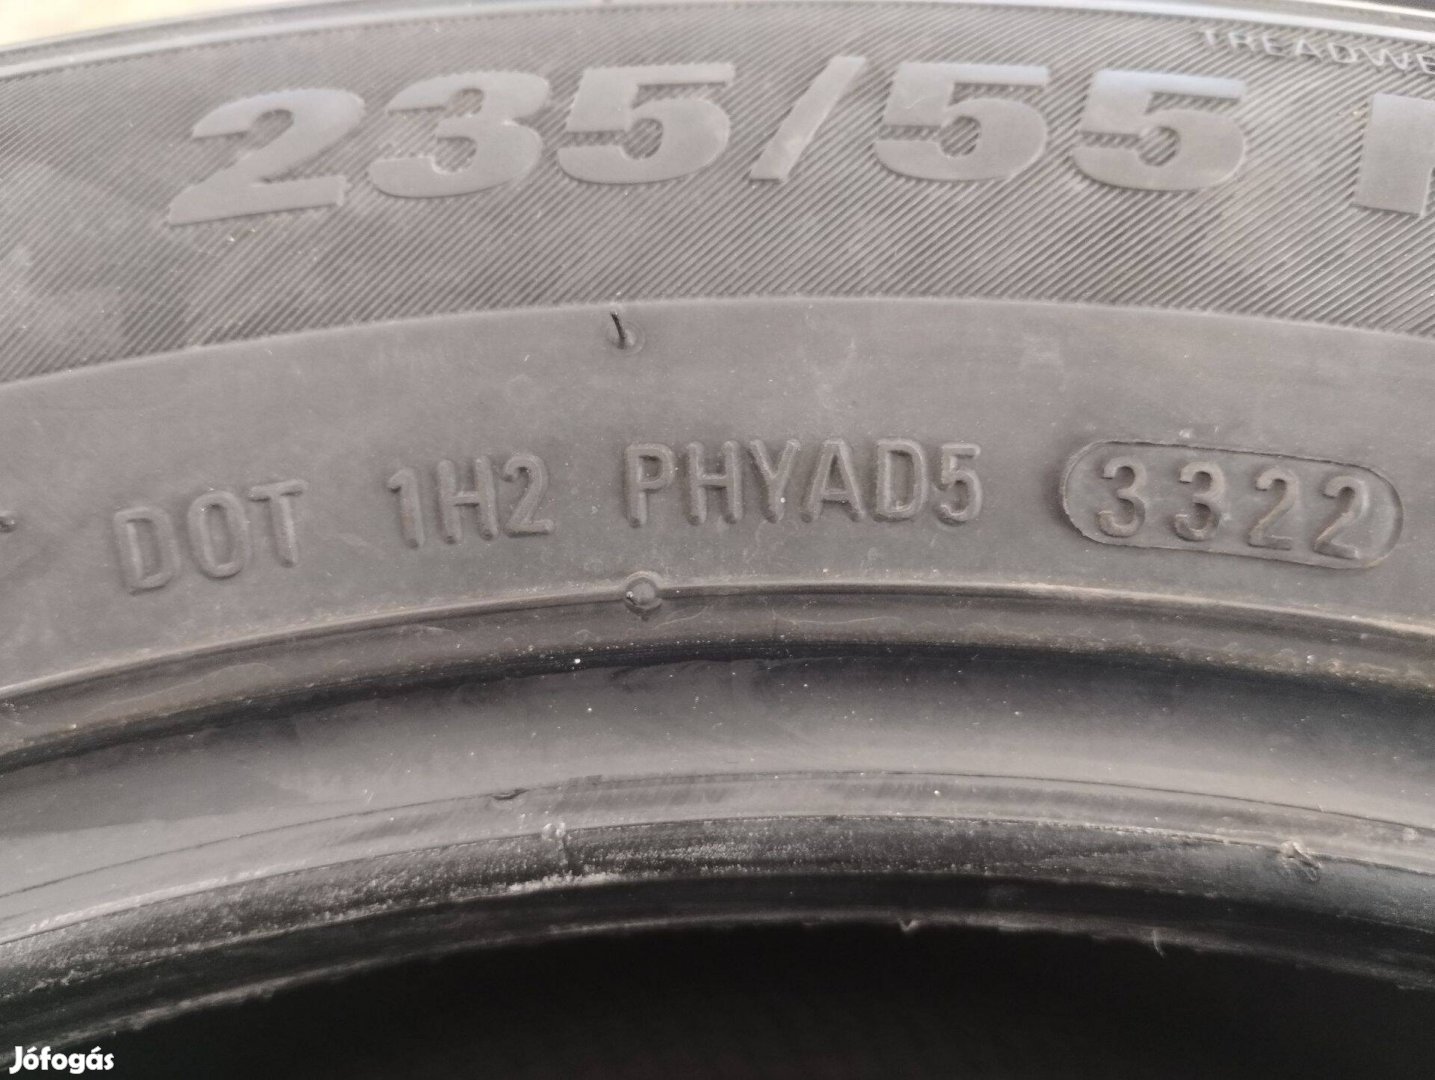 TREADWE
235/55 R
DOT 1H2 PHYAD5 3322
Jófogás